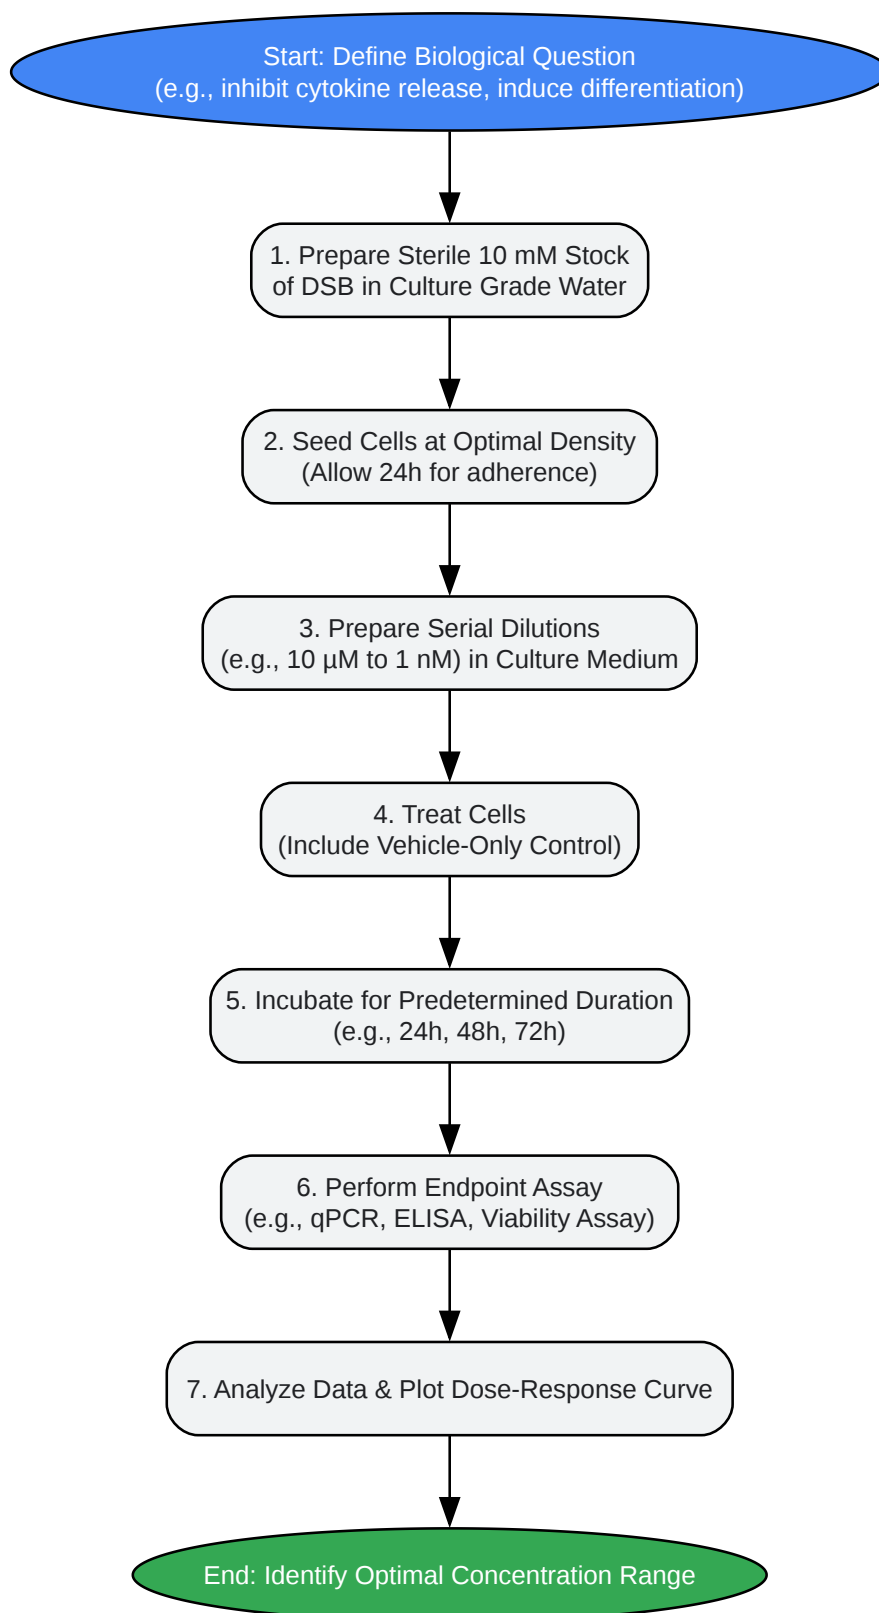 Start: Define Biological Question
(e.g., inhibit cytokine release, induce differentiation)
1. Prepare Sterile 10 mM Stock
of DSB in Culture Grade Water
2. Seed Cells at Optimal Density
(Allow 24h for adherence)
3. Prepare Serial Dilutions
(e.g., 10 µM to 1 nM) in Culture Medium
4. Treat Cells
(Include Vehicle-Only Control)
5. Incubate for Predetermined Duration
(e.g., 24h, 48h, 72h)
6. Perform Endpoint Assay
(e.g., qPCR, ELISA, Viability Assay)
7. Analyze Data & Plot Dose-Response Curve
End: Identify Optimal Concentration Range